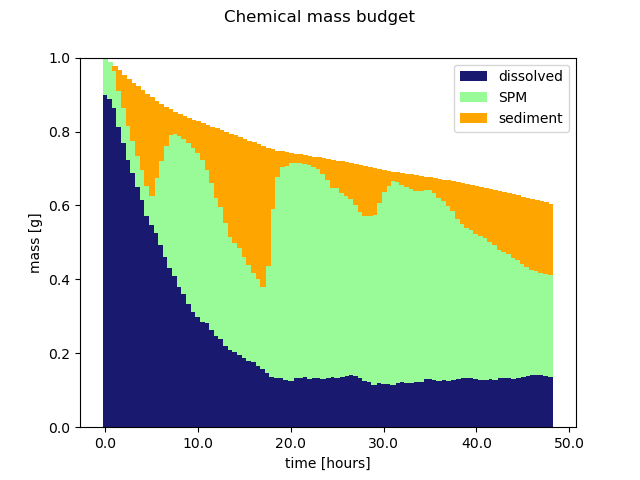 Chemical mass budget
1.0
0.8
0.6
0.4
0.2
0.0
mass [g]
dissolved
SPM
sediment
0.0 10.0 20.0 30.0 40.0 50.0
time [hours]